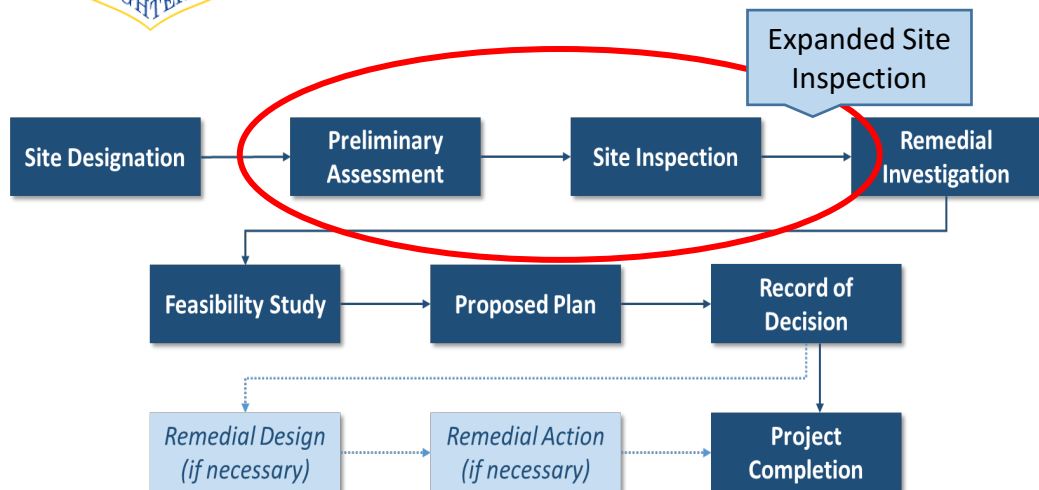 Expanded Site
Inspection
Site Designation
Preliminary
Assessment
Site Inspection
Remedial
Investigation
Feasibility Study
Proposed Plan
Record of
Decision
Remedial Design
(if necessary)
Remedial Action
(if necessary)
Project
Completion